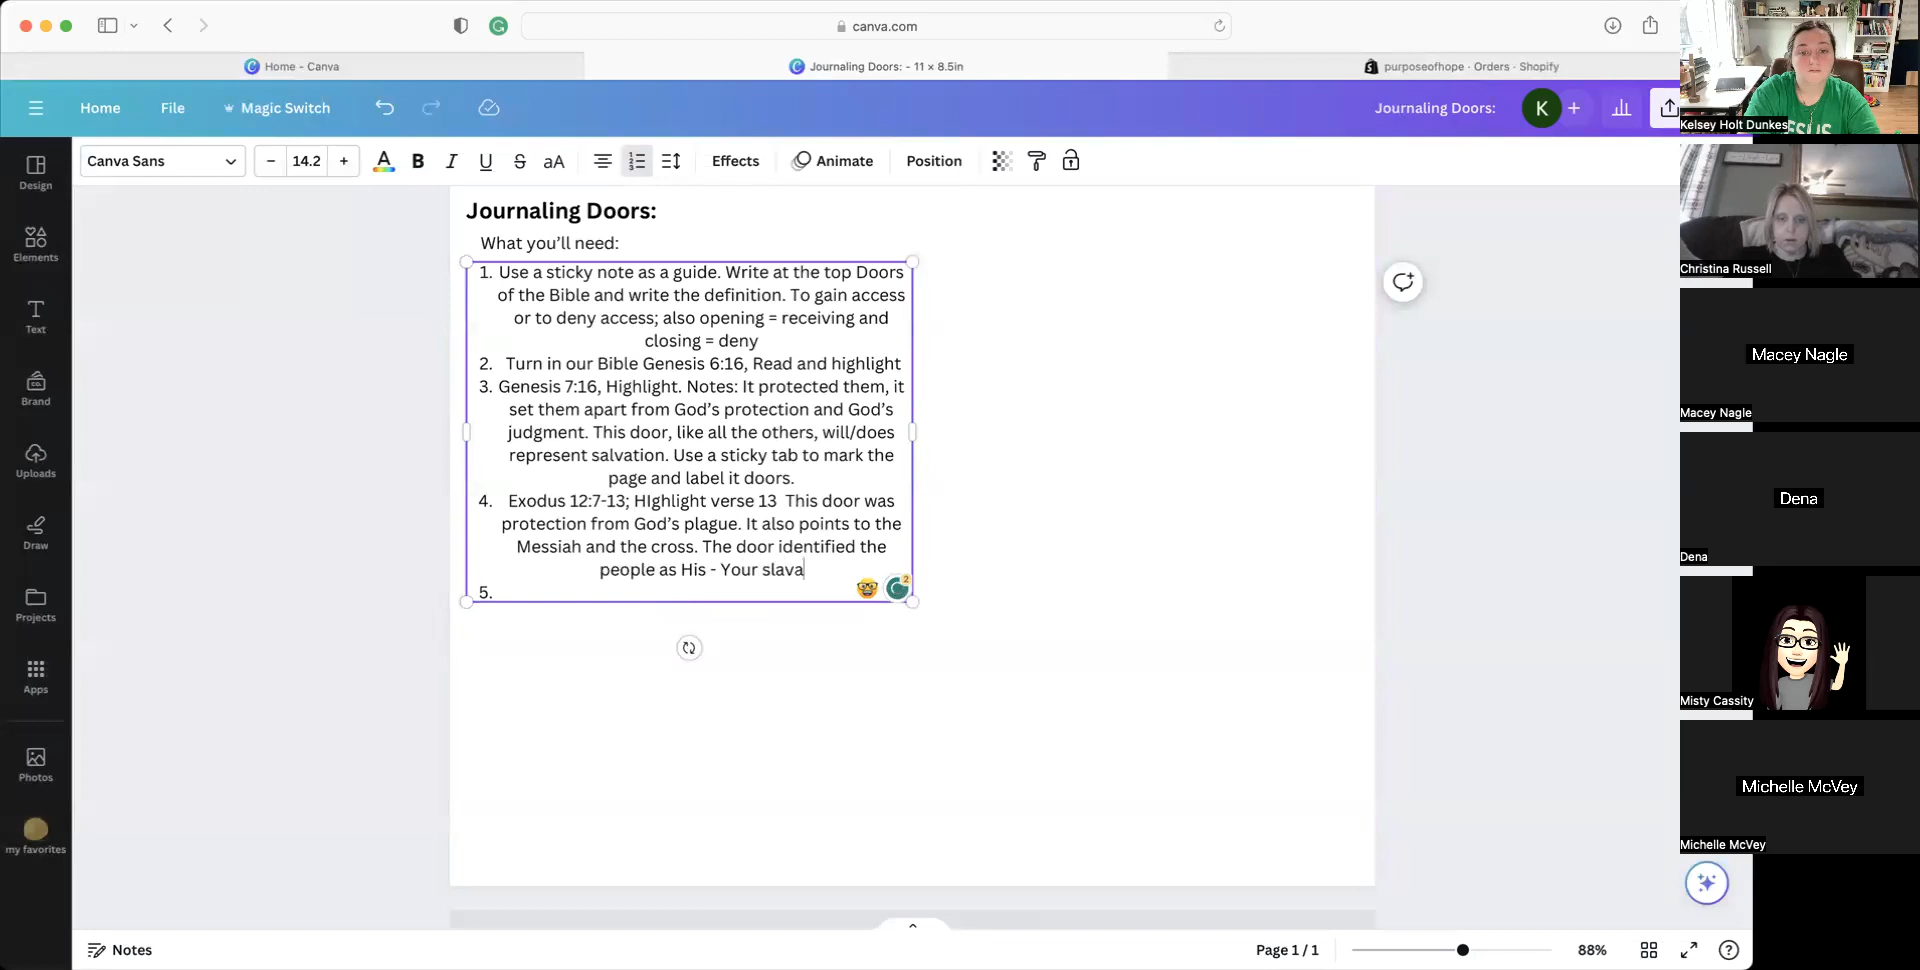 canva.com
Home - Canva
Journaling Doors: - 11 × 8.5in
purposeofhope · Orders · Shopify
Home
File
Magic Switch
Journaling Doors:
K
+
Canva Sans
−
14.2
+
A
B
I
U
S
aA
Effects
Animate
Position
Design
Elements
Text
Brand
Uploads
Draw
Projects
Apps
Photos
my favorites
Journaling Doors:
What you'll need:
1. Use a sticky note as a guide. Write at the top Doors
of the Bible and write the definition. To gain access
or to deny access; also opening = receiving and
closing = deny
2. Turn in our Bible Genesis 6:16, Read and highlight
3. Genesis 7:16, Highlight. Notes: It protected them, it
set them apart from God's protection and God's
judgment. This door, like all the others, will/does
represent salvation. Use a sticky tab to mark the
page and label it doors.
4. Exodus 12:7-13; HIghlight verse 13 This door was
protection from God's plague. It also points to the
Messiah and the cross. The door identified the
people as His - Your slava
5.
2
Notes
Page 1 / 1
88%
Kelsey Holt Dunkes
Christina Russell
Macey Nagle
Macey Nagle
Dena
Dena
Misty Cassity
Michelle McVey
Michelle McVey